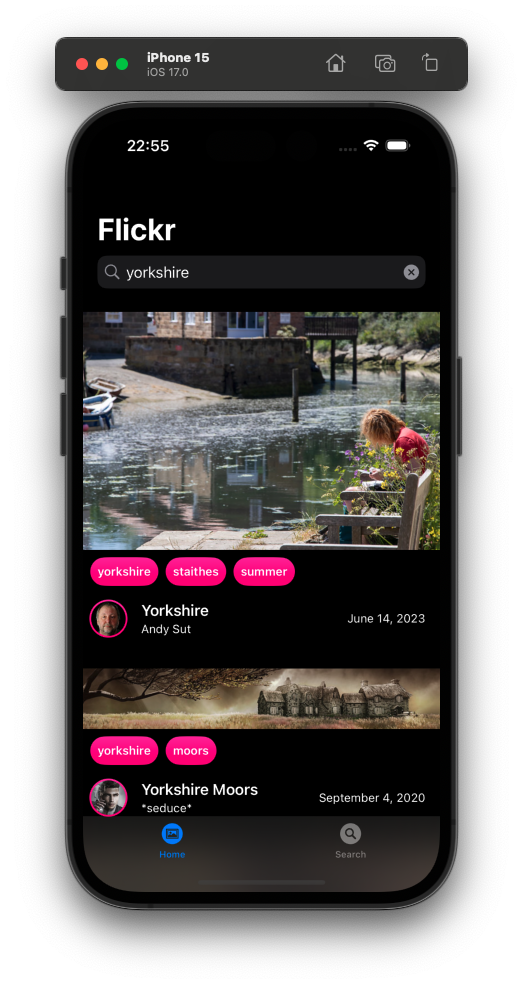 iPhone 15
iOS 17.0
22:55
Flickr
yorkshire
yorkshire staithes summer
Yorkshire
Andy Sut
June 14, 2023
yorkshire moors
Yorkshire Moors
*seduce*
September 4, 2020
Home Search